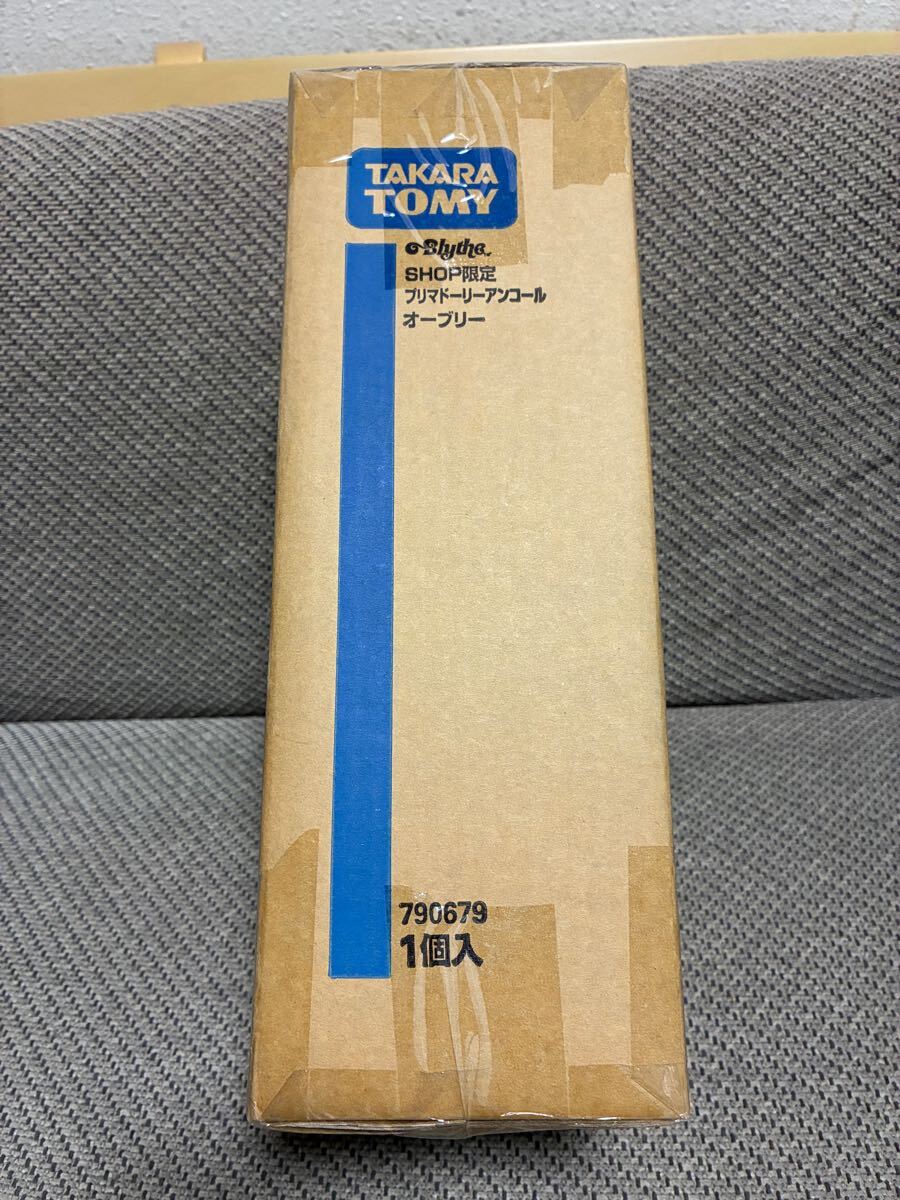 TAKARA
TOMY
Blythe
SHOP限定
プリマドーリーアンコール
オーブリー
790679
1個入